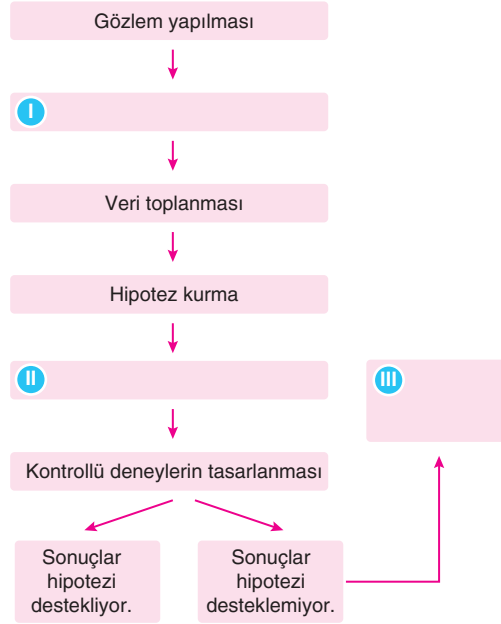 Gözlem yapılması
I
Veri toplanması
Hipotez kurma
II
III
Kontrollü deneylerin tasarlanması
Sonuçlar
hipotezi
destekliyor.
Sonuçlar
hipotezi
desteklemiyor.